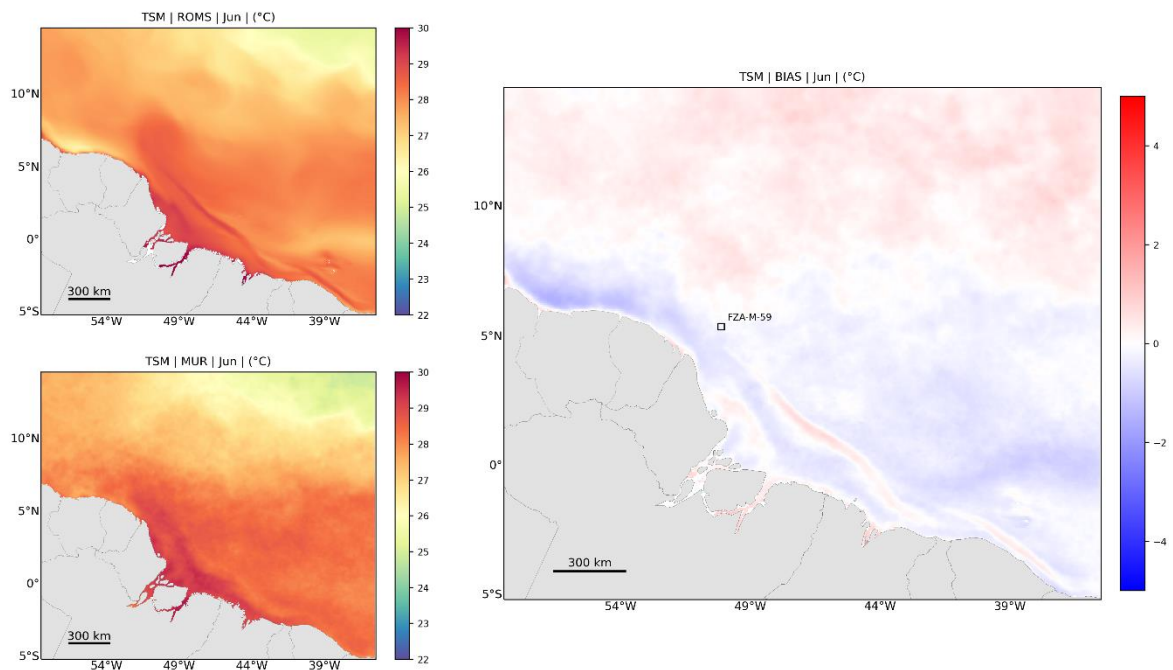 TSM | ROMS | Jun | (°C)
10°N
5°N
0°
5°S
300 km
54°W 49°W 44°W 39°W
30
29
28
27
26
25
24
23
22
TSM | MUR | Jun | (°C)
10°N
5°N
0°
5°S
300 km
54°W 49°W 44°W 39°W
30
29
28
27
26
25
24
23
22
TSM | BIAS | Jun | (°C)
10°N
5°N
0°
5°S
FZA-M-59
300 km
54°W 49°W 44°W 39°W
4
2
0
−2
−4